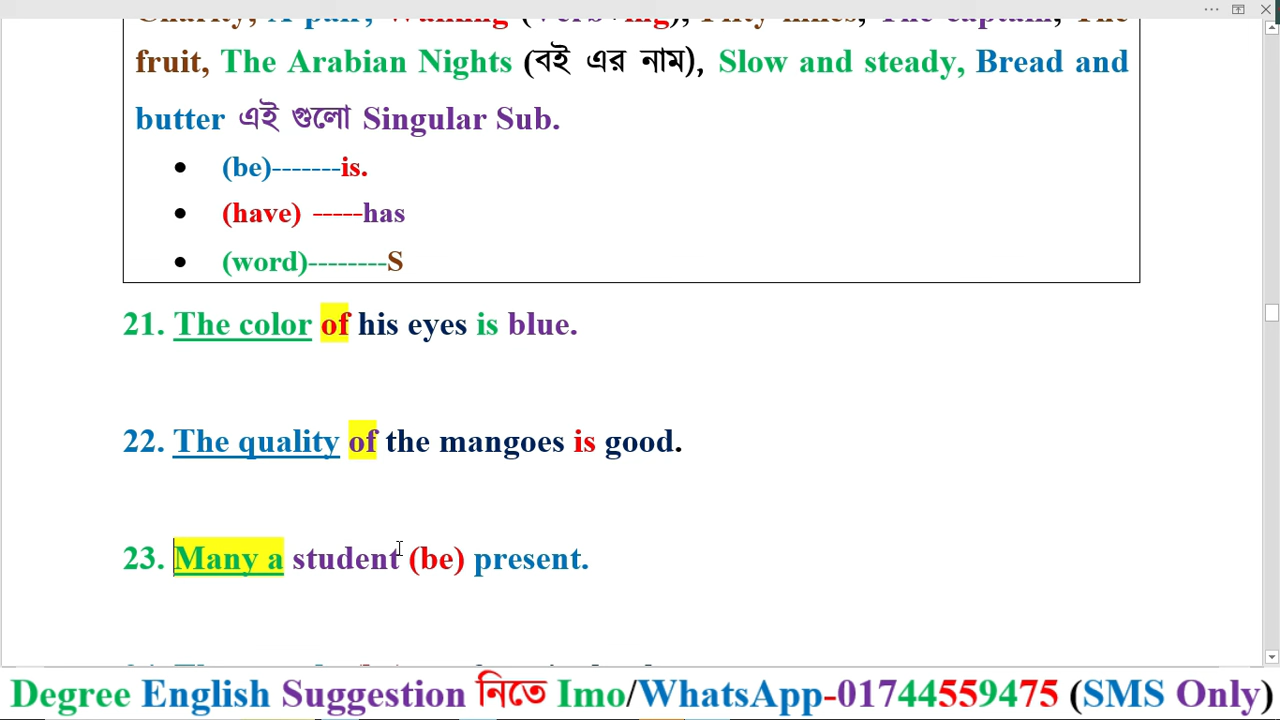 fruit, The Arabian Nights (বই এর নাম), Slow and steady, Bread and
butter এই গুলো Singular Sub.
• (be)-------is.
• (have) -----has
• (word)--------S
21. The color of his eyes is blue.
22. The quality of the mangoes is good.
23. Many a student (be) present.
Degree English Suggestion নিতে Imo/WhatsApp-01744559475 (SMS Only)